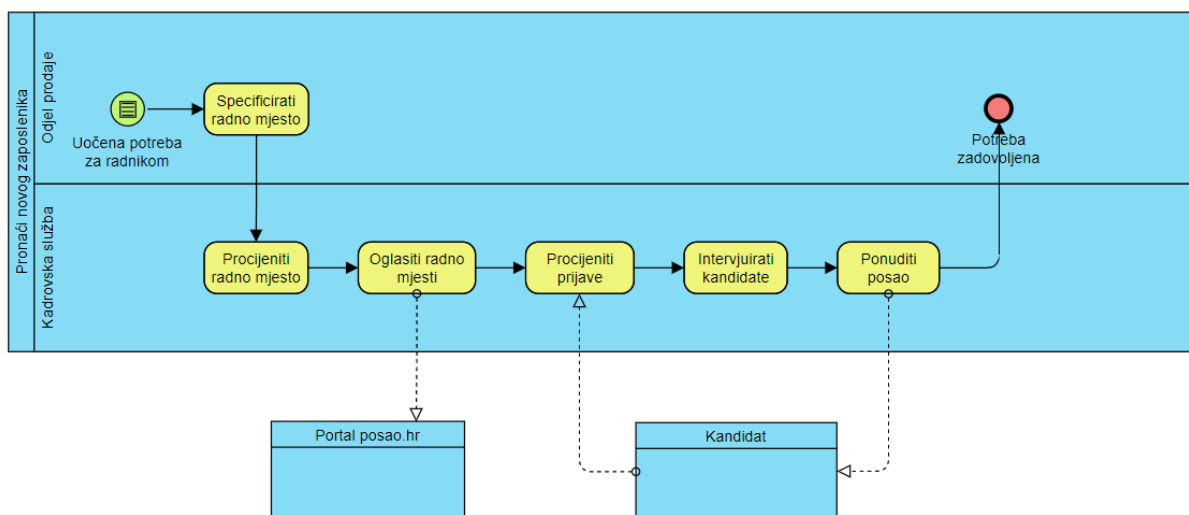 Pronaći novog zaposlenika
Odjel prodaje
Uočena potreba
za radnikom
Specificirati
radno mjesto
Potreba
zadovoljena
Kadrovska služba
Procijeniti
radno mjesto
Oglasiti radno
mjesti
Procijeniti
prijave
Intervjuirati
kandidate
Ponuditi
posao
Portal posao.hr
Kandidat